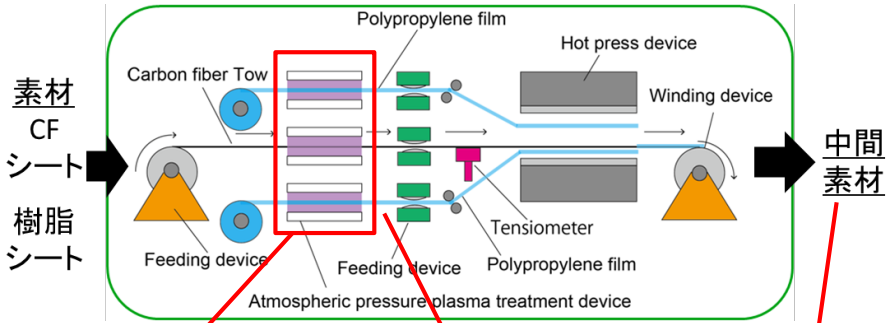 素材
CF
シート
樹脂
シート
Polypropylene film
Hot press device
Carbon fiber Tow
Winding device
Tensiometer
Feeding device
Feeding device
Polypropylene film
Atmospheric pressure plasma treatment device
中間
素材